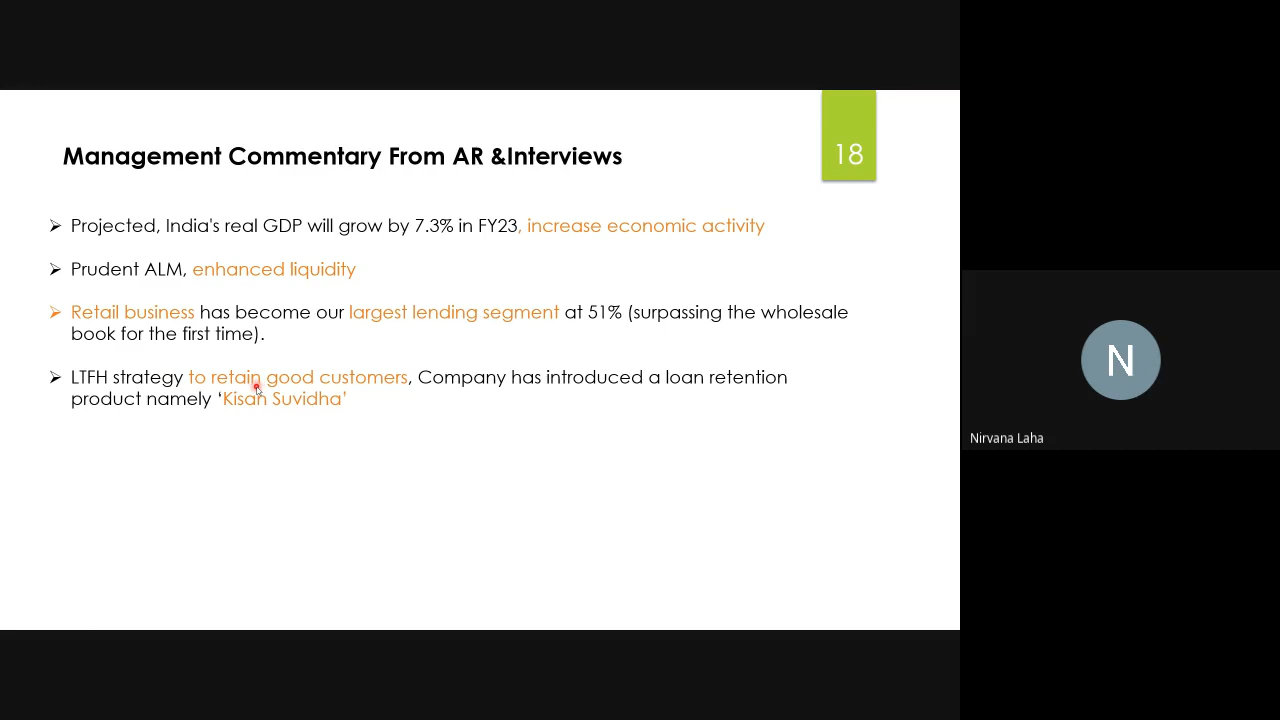 18
Management Commentary From AR &Interviews
➢ Projected, India's real GDP will grow by 7.3% in FY23, increase economic activity
➢ Prudent ALM, enhanced liquidity
➢ Retail business has become our largest lending segment at 51% (surpassing the wholesale
book for the first time).
➢ LTFH strategy to retain good customers, Company has introduced a loan retention
product namely ‘Kisan Suvidha’
N
Nirvana Laha